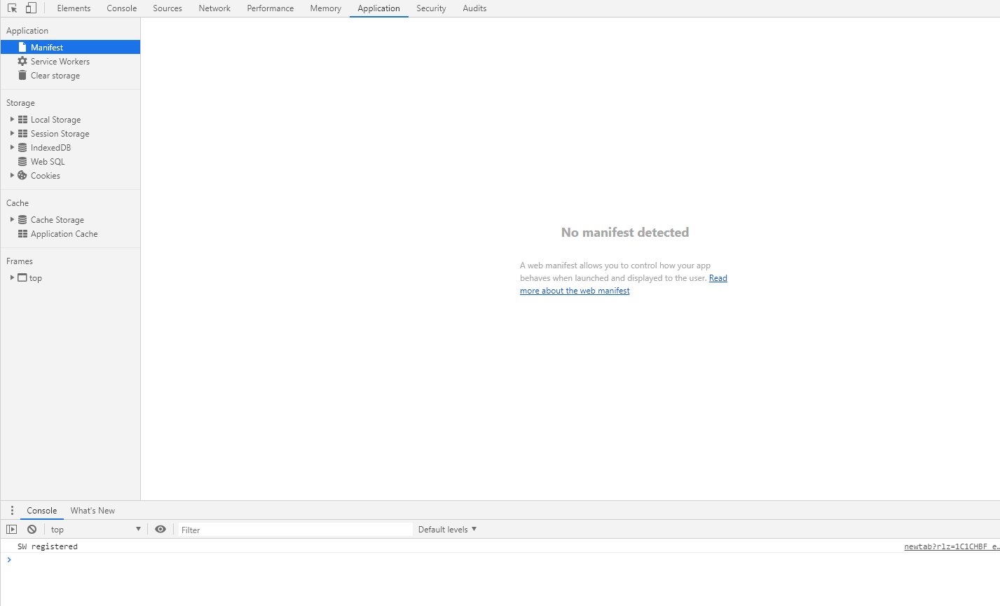 Elements Console Sources Network Performance Memory Application Security Audits
Application
Manifest
Service Workers
Clear storage
Storage
Local Storage
Session Storage
IndexedDB
Web SQL
Cookies
Cache
Cache Storage
Application Cache
Frames
top
No manifest detected
A web manifest allows you to control how your app
behaves when launched and displayed to the user. Read
more about the web manifest
Console What's New
top Filter Default levels
SW registered newtab?rlz=1C1CHBF_e…